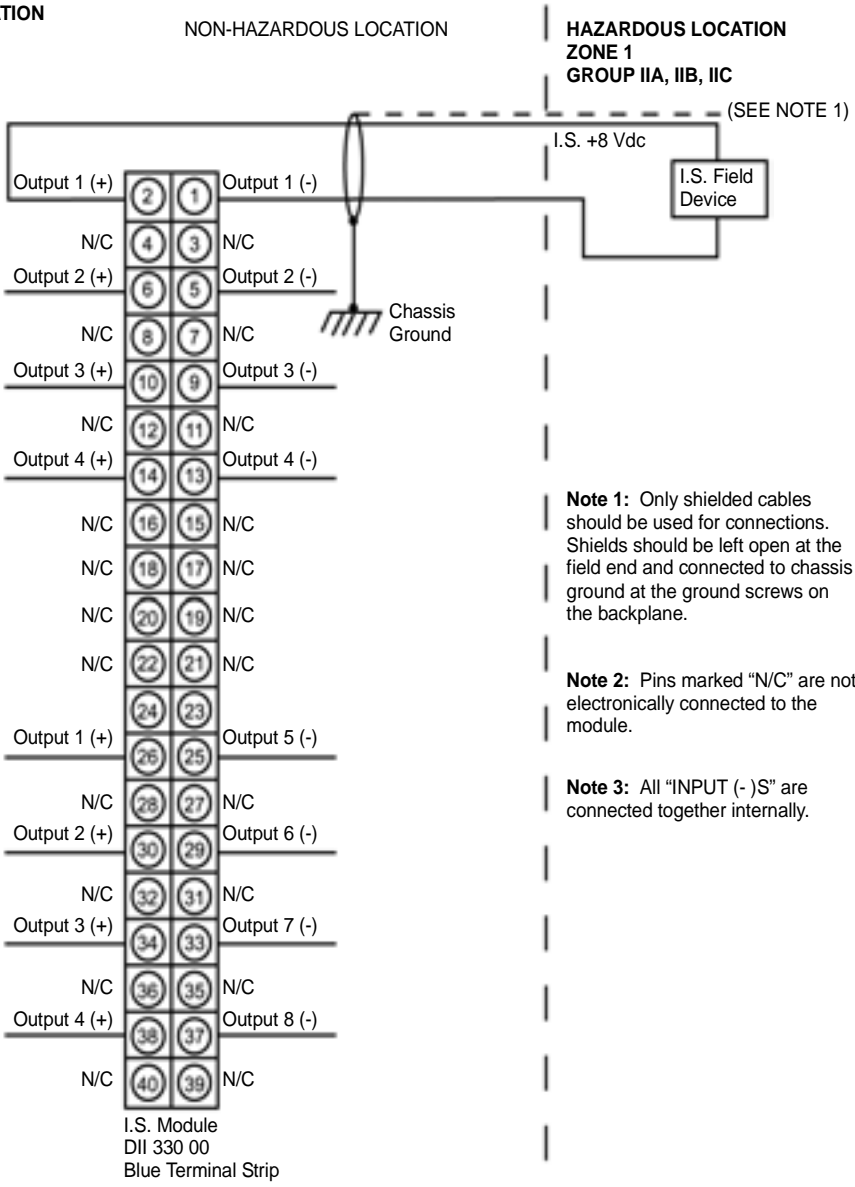 ATION
NON-HAZARDOUS LOCATION
HAZARDOUS LOCATION
ZONE 1
GROUP IIA, IIB, IIC
(SEE NOTE 1)
I.S. +8 Vdc
I.S. Field
Device
Output 1 (+) 2 1 Output 1 (-)
N/C 4 3 N/C
Output 2 (+) 6 5 Output 2 (-)
Chassis
Ground
N/C 8 7 N/C
Output 3 (+) 10 9 Output 3 (-)
N/C 12 11 N/C
Output 4 (+) 14 13 Output 4 (-)
N/C 16 15 N/C
N/C 18 17 N/C
N/C 20 19 N/C
N/C 22 21 N/C
24 23
Output 1 (+) 26 25 Output 5 (-)
N/C 28 27 N/C
Output 2 (+) 30 29 Output 6 (-)
N/C 32 31 N/C
Output 3 (+) 34 33 Output 7 (-)
N/C 36 35 N/C
Output 4 (+) 38 37 Output 8 (-)
N/C 40 39 N/C
I.S. Module
DII 330 00
Blue Terminal Strip
Note 1: Only shielded cables
should be used for connections.
Shields should be left open at the
field end and connected to chassis
ground at the ground screws on
the backplane.
Note 2: Pins marked “N/C” are not
electronically connected to the
module.
Note 3: All “INPUT (- )S” are
connected together internally.